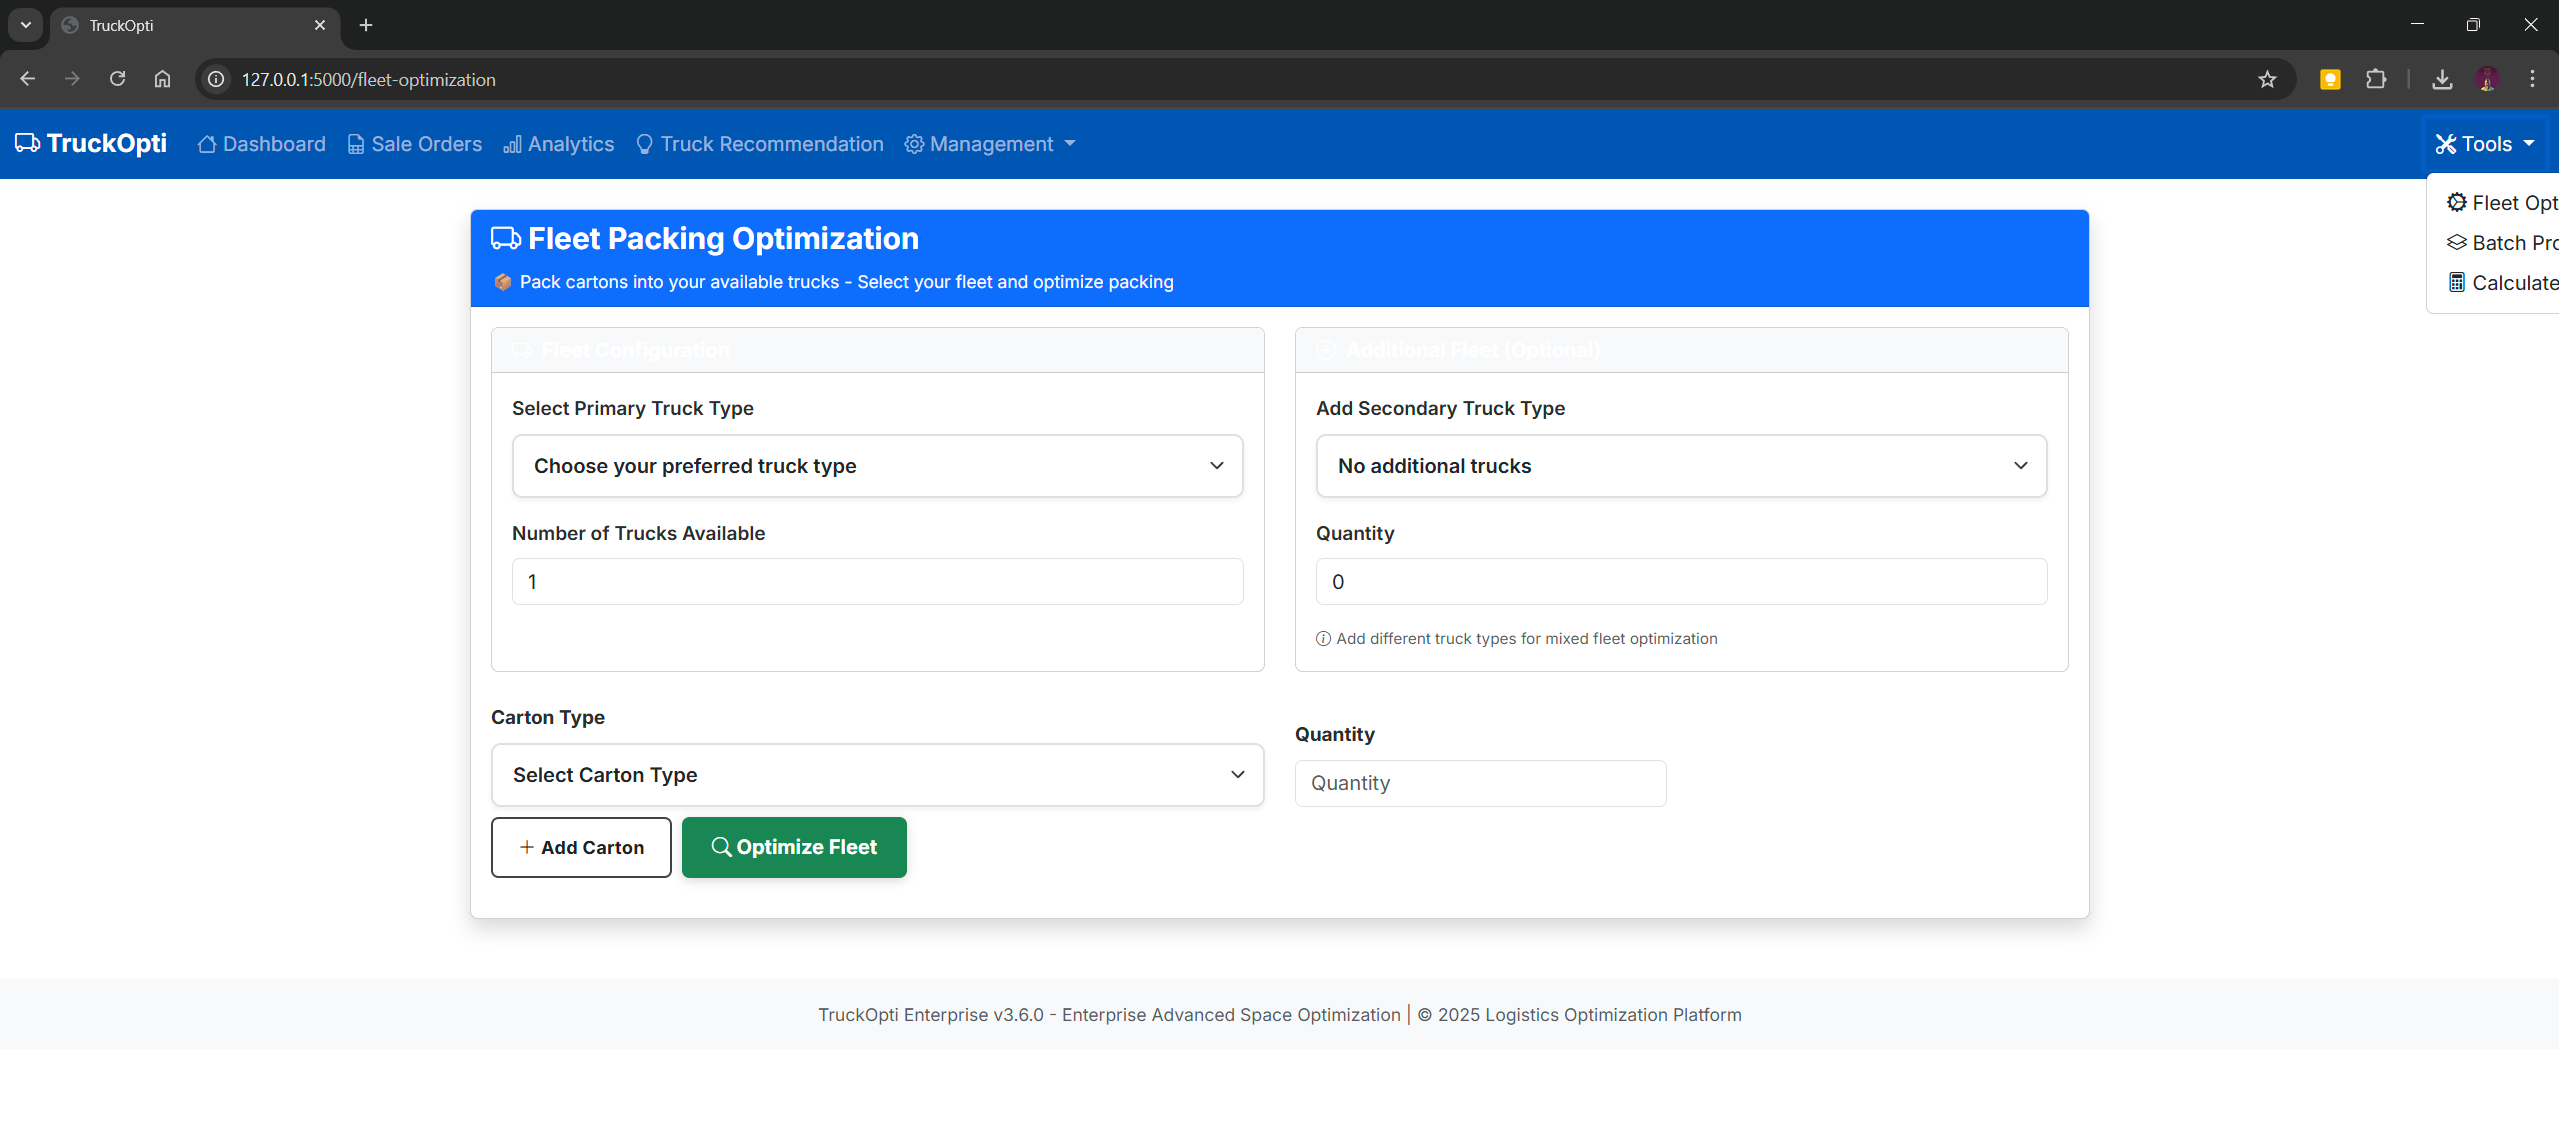 TruckOpti
127.0.0.1:5000/fleet-optimization
TruckOpti Dashboard Sale Orders Analytics Truck Recommendation Management Tools
Fleet Opt
Batch Pro
Calculate
Fleet Packing Optimization
Pack cartons into your available trucks - Select your fleet and optimize packing
Fleet Configuration
Select Primary Truck Type
Choose your preferred truck type
Number of Trucks Available
1
Additional Fleet (Optional)
Add Secondary Truck Type
No additional trucks
Quantity
0
Add different truck types for mixed fleet optimization
Carton Type
Select Carton Type
Quantity
Quantity
+ Add Carton
Optimize Fleet
TruckOpti Enterprise v3.6.0 - Enterprise Advanced Space Optimization | © 2025 Logistics Optimization Platform